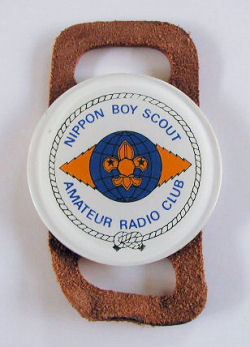 NIPPON BOY SCOUT
AMATEUR RADIO CLUB